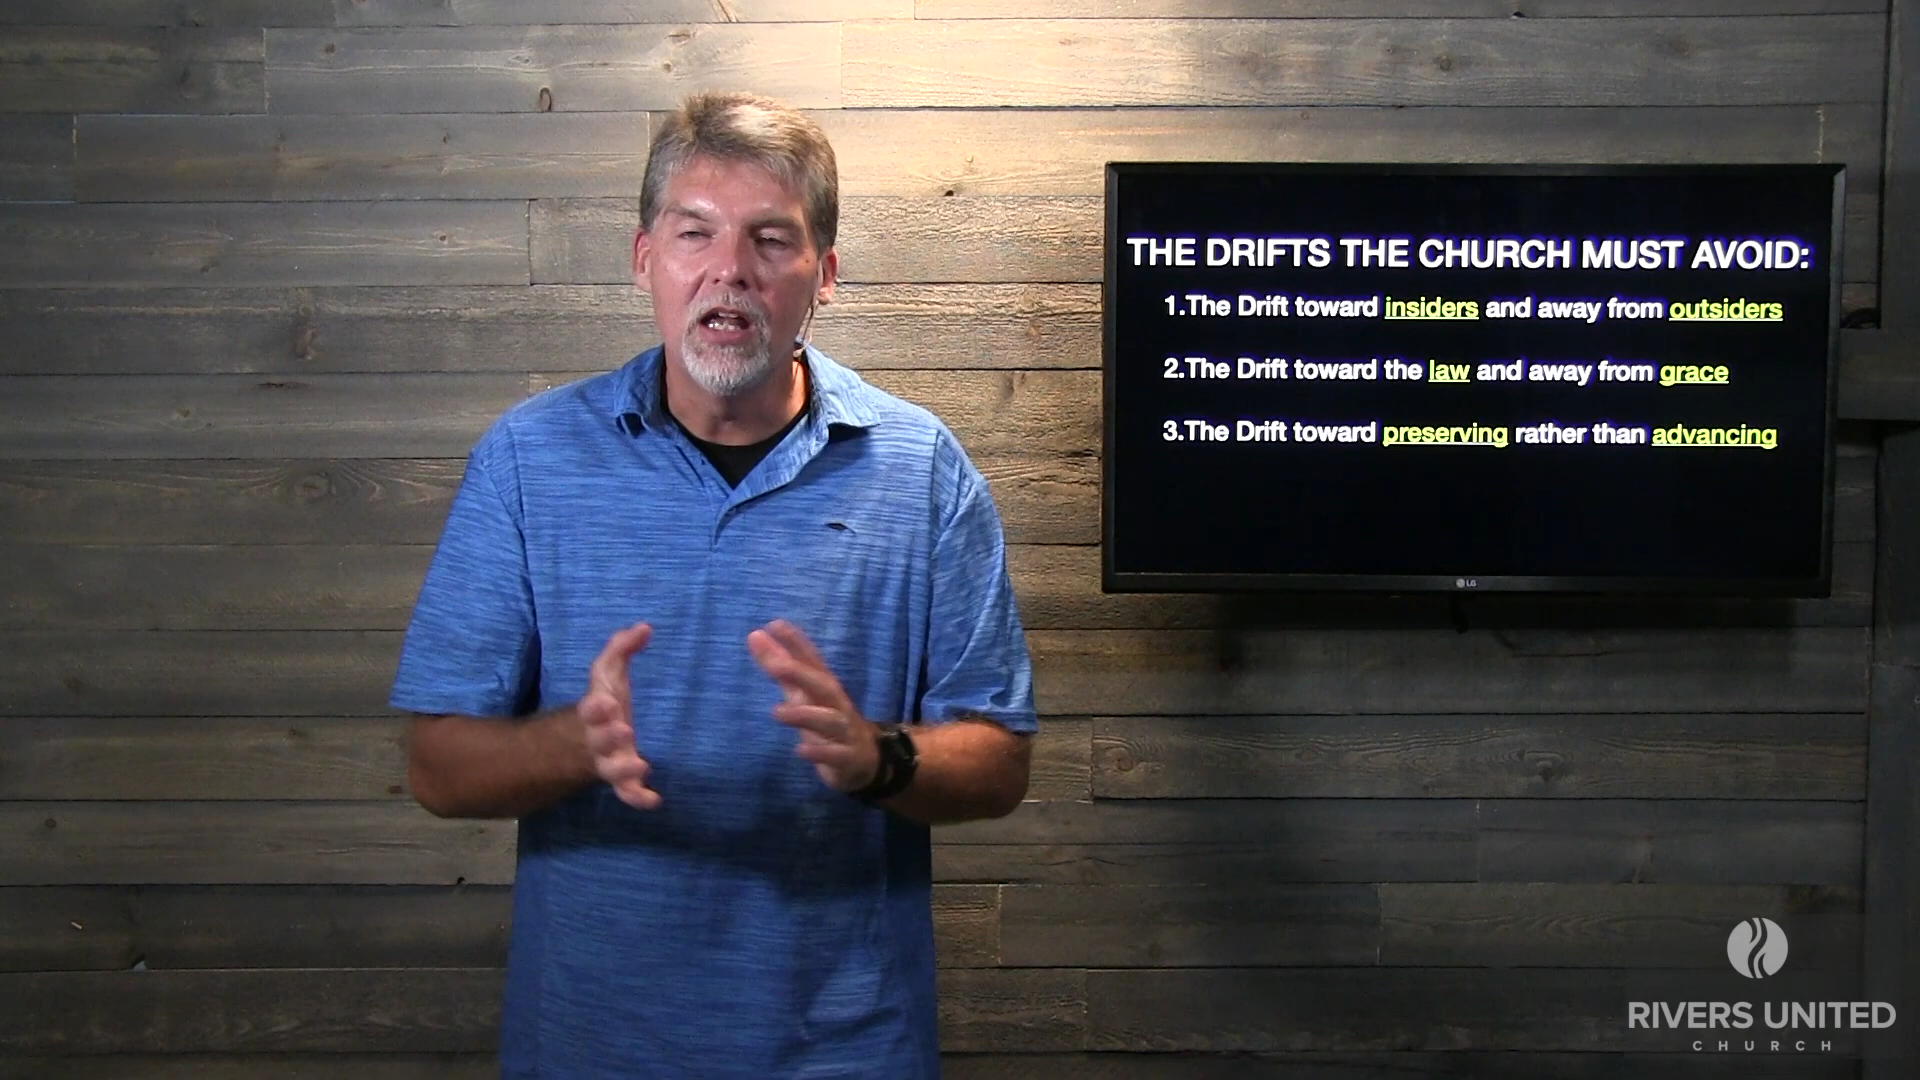 THE DRIFTS THE CHURCH MUST AVOID:
1.The Drift toward insiders and away from outsiders
2.The Drift toward the law and away from grace
3.The Drift toward preserving rather than advancing
LG
RIVERS UNITED
CHURCH